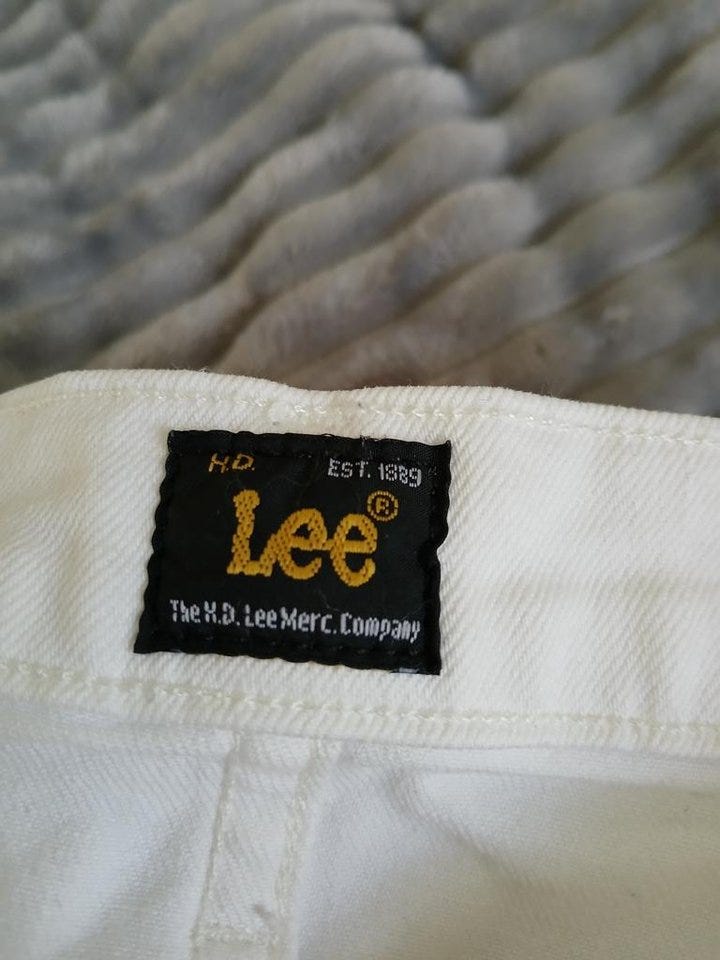 H.D. EST. 1889
Lee®
The H.D. Lee Merc. Company